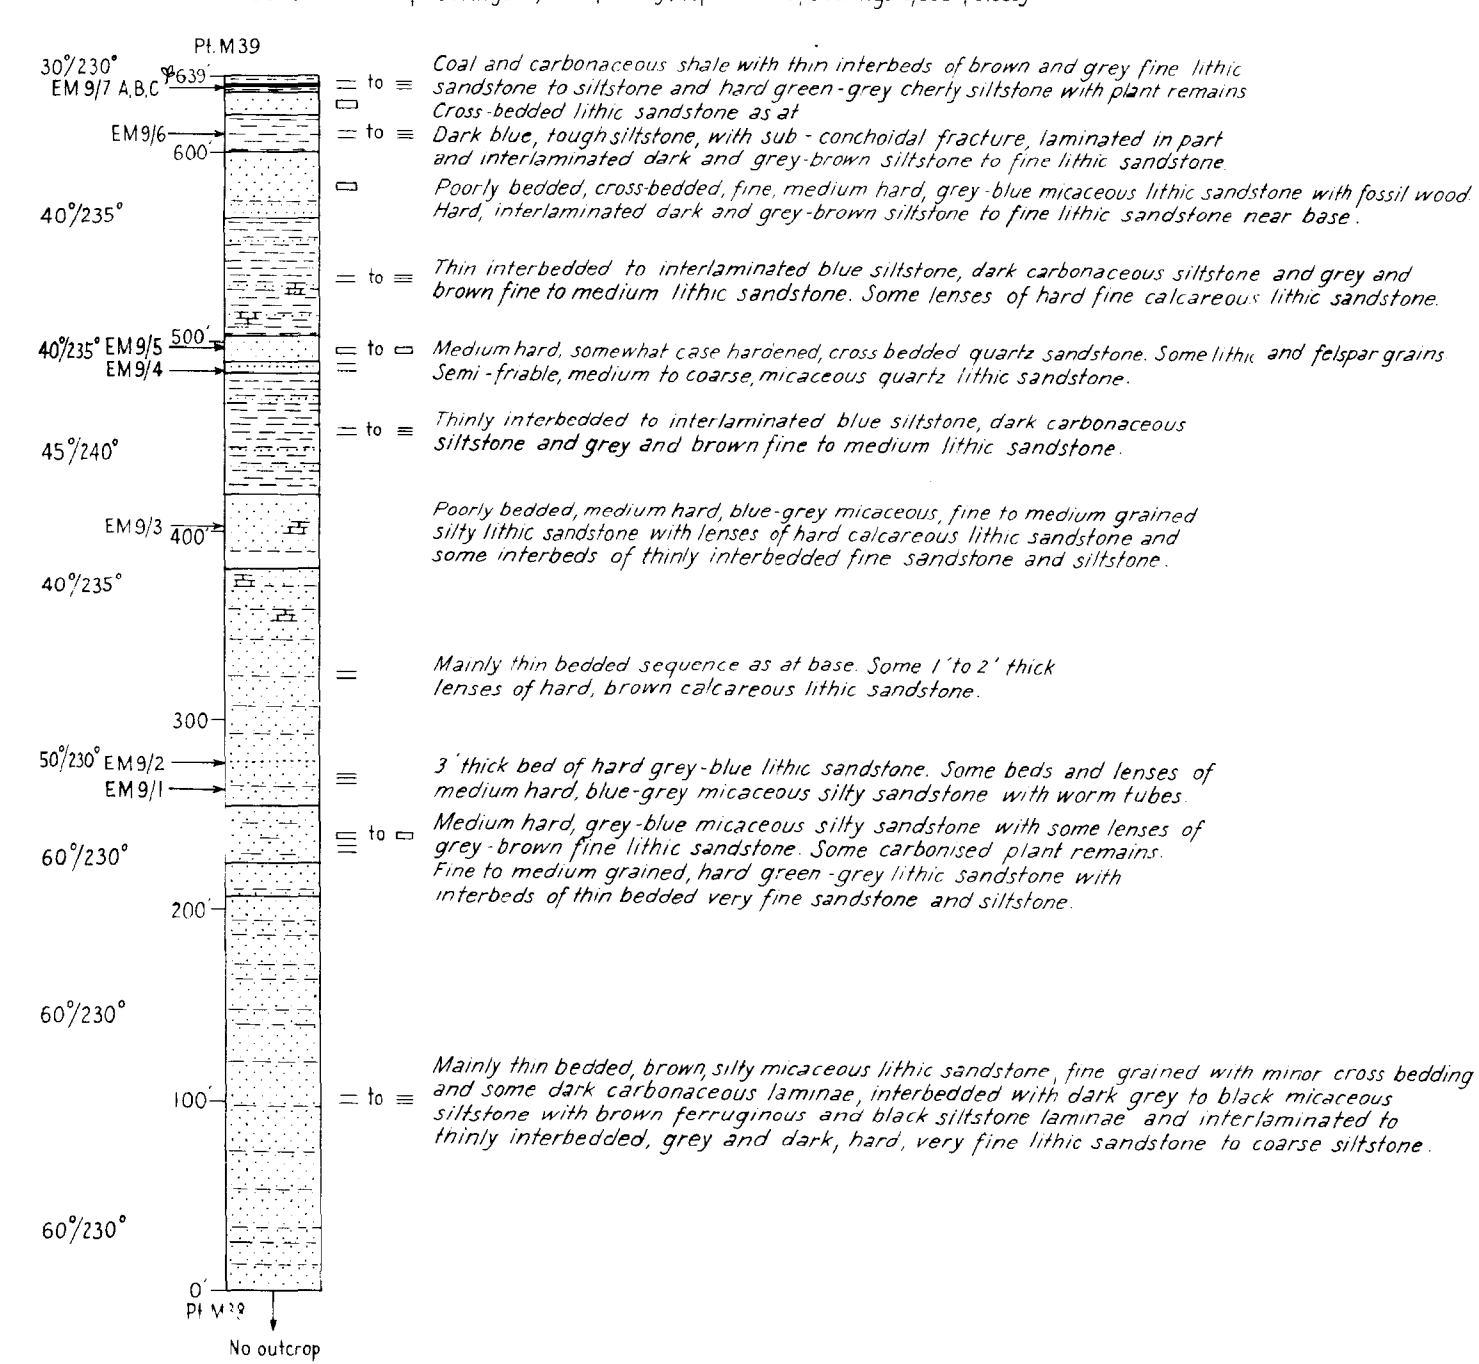 Pt. M39
30°/230°
639'
EM 9/7 A,B,C
to
Coal and carbonaceous shale with thin interbeds of brown and grey fine lithic
sandstone to siltstone and hard green-grey cherty siltstone with plant remains
Cross-bedded lithic sandstone as at
EM9/6
to
Dark blue, tough siltstone, with sub-conchoidal fracture, laminated in part
and interlaminated dark and grey-brown siltstone to fine lithic sandstone.
600'
Poorly bedded, cross-bedded, fine, medium hard, grey-blue micaceous lithic sandstone with fossil wood.
Hard, interlaminated dark and grey-brown siltstone to fine lithic sandstone near base.
40°/235°
to
Thin interbedded to interlaminated blue siltstone, dark carbonaceous siltstone and grey and
brown fine to medium lithic sandstone. Some lenses of hard fine calcareous lithic sandstone.
500'
40°/235° EM9/5
to
Medium hard, somewhat case hardened, cross bedded quartz sandstone. Some lithic and felspar grains
EM9/4
Semi-friable, medium to coarse, micaceous quartz lithic sandstone.
to
Thinly interbedded to interlaminated blue siltstone, dark carbonaceous
siltstone and grey and brown fine to medium lithic sandstone.
45°/240°
EM9/3
400'
Poorly bedded, medium hard, blue-grey micaceous, fine to medium grained
silty lithic sandstone with lenses of hard calcareous lithic sandstone and
some interbeds of thinly interbedded fine sandstone and siltstone.
40°/235°
Mainly thin bedded sequence as at base. Some 1' to 2' thick
lenses of hard, brown calcareous lithic sandstone.
300
50°/230° EM9/2
EM9/1
3' thick bed of hard grey-blue lithic sandstone. Some beds and lenses of
medium hard, blue-grey micaceous silty sandstone with worm tubes.
to
Medium hard, grey-blue micaceous silty sandstone with some lenses of
grey-brown fine lithic sandstone. Some carbonised plant remains.
60°/230°
Fine to medium grained, hard green-grey lithic sandstone with
interbeds of thin bedded very fine sandstone and siltstone.
200'
60°/230°
100'
to
Mainly thin bedded, brown, silty micaceous lithic sandstone, fine grained with minor cross bedding
and some dark carbonaceous laminae, interbedded with dark grey to black micaceous
siltstone with brown ferruginous and black siltstone laminae and interlaminated to
thinly interbedded, grey and dark, hard, very fine lithic sandstone to coarse siltstone.
60°/230°
0'
Pt. M38
No outcrop